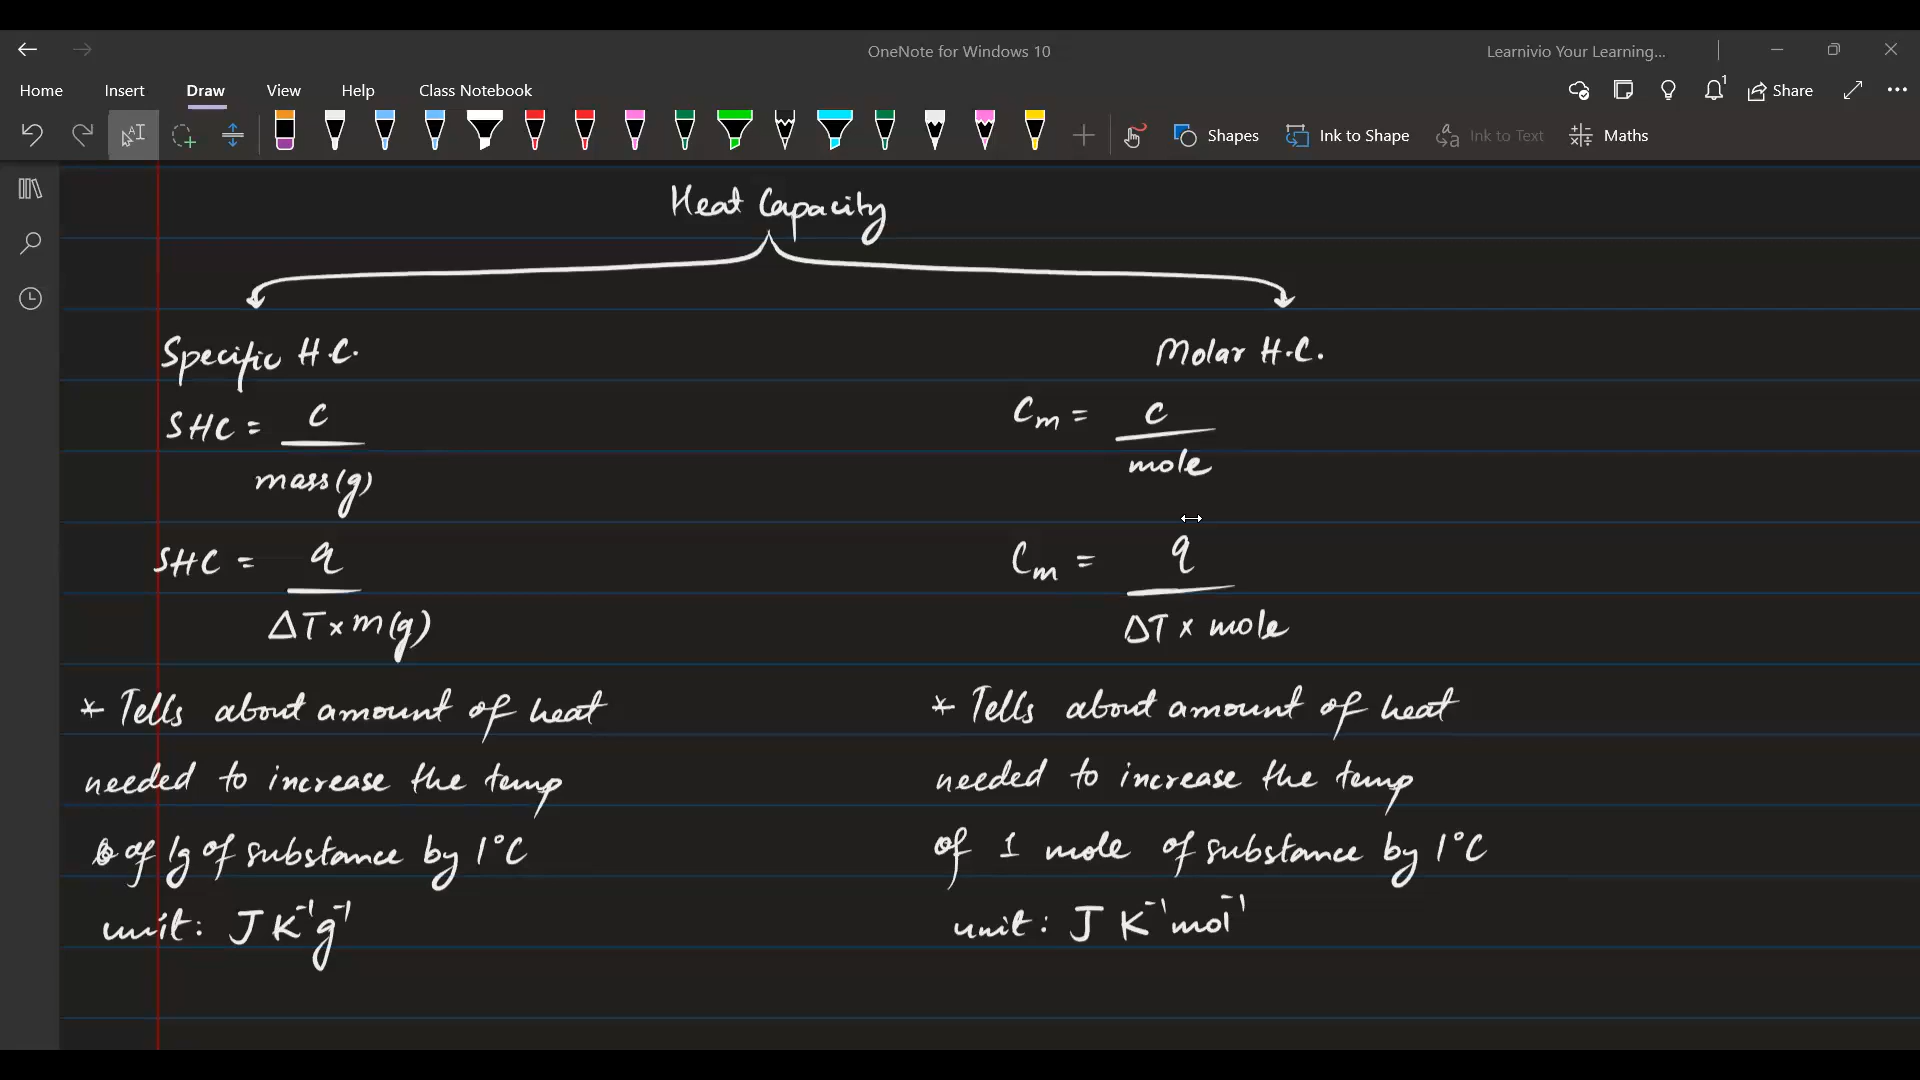 OneNote for Windows 10
Learnivio Your Learning...
Home Insert Draw View Help Class Notebook
1 Share
Shapes Ink to Shape Ink to Text Maths
Heat Capacity
Specific H.C.
Molar H.C.
SHC = c / mass(g)
Cm = c / mole
SHC = q / ΔT × m(g)
Cm = q / ΔT × mole
* Tells about amount of heat
needed to increase the temp
of 1g of substance by 1°C
unit: J K⁻¹g⁻¹
* Tells about amount of heat
needed to increase the temp
of 1 mole of substance by 1°C
unit: J K⁻¹mol⁻¹